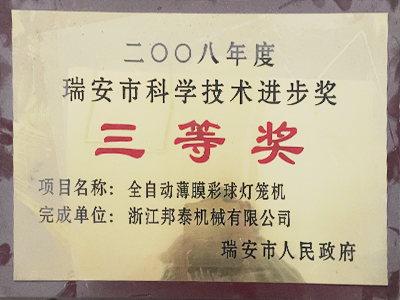 二〇〇八年度
瑞安市科学技术进步奖
三等奖
项目名称：全自动薄膜彩球灯笼机
完成单位：浙江邦泰机械有限公司
瑞安市人民政府